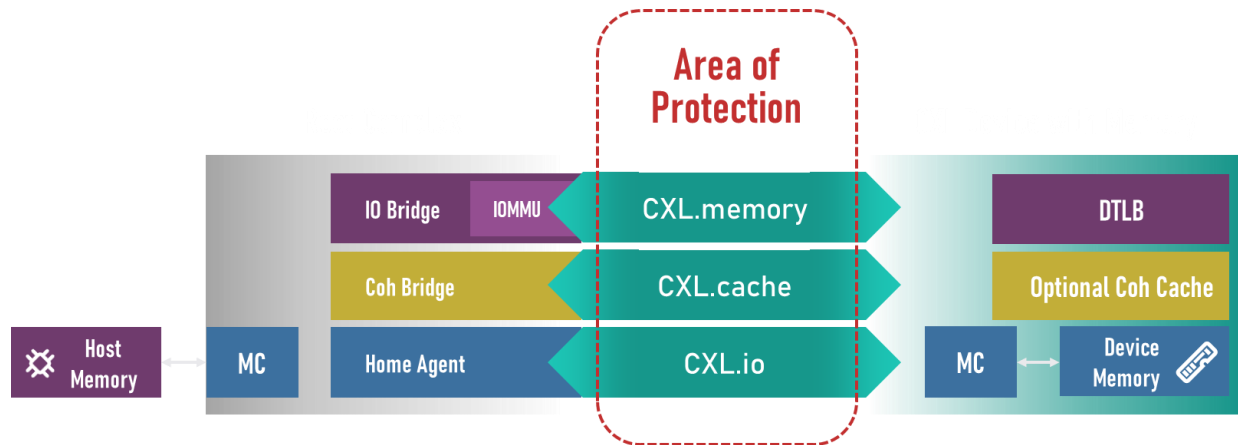 Area of
Protection
IO Bridge
IOMMU
CXL.memory
DTLB
Coh Bridge
CXL.cache
Optional Coh Cache
Host
Memory
MC
Home Agent
CXL.io
MC
Device
Memory